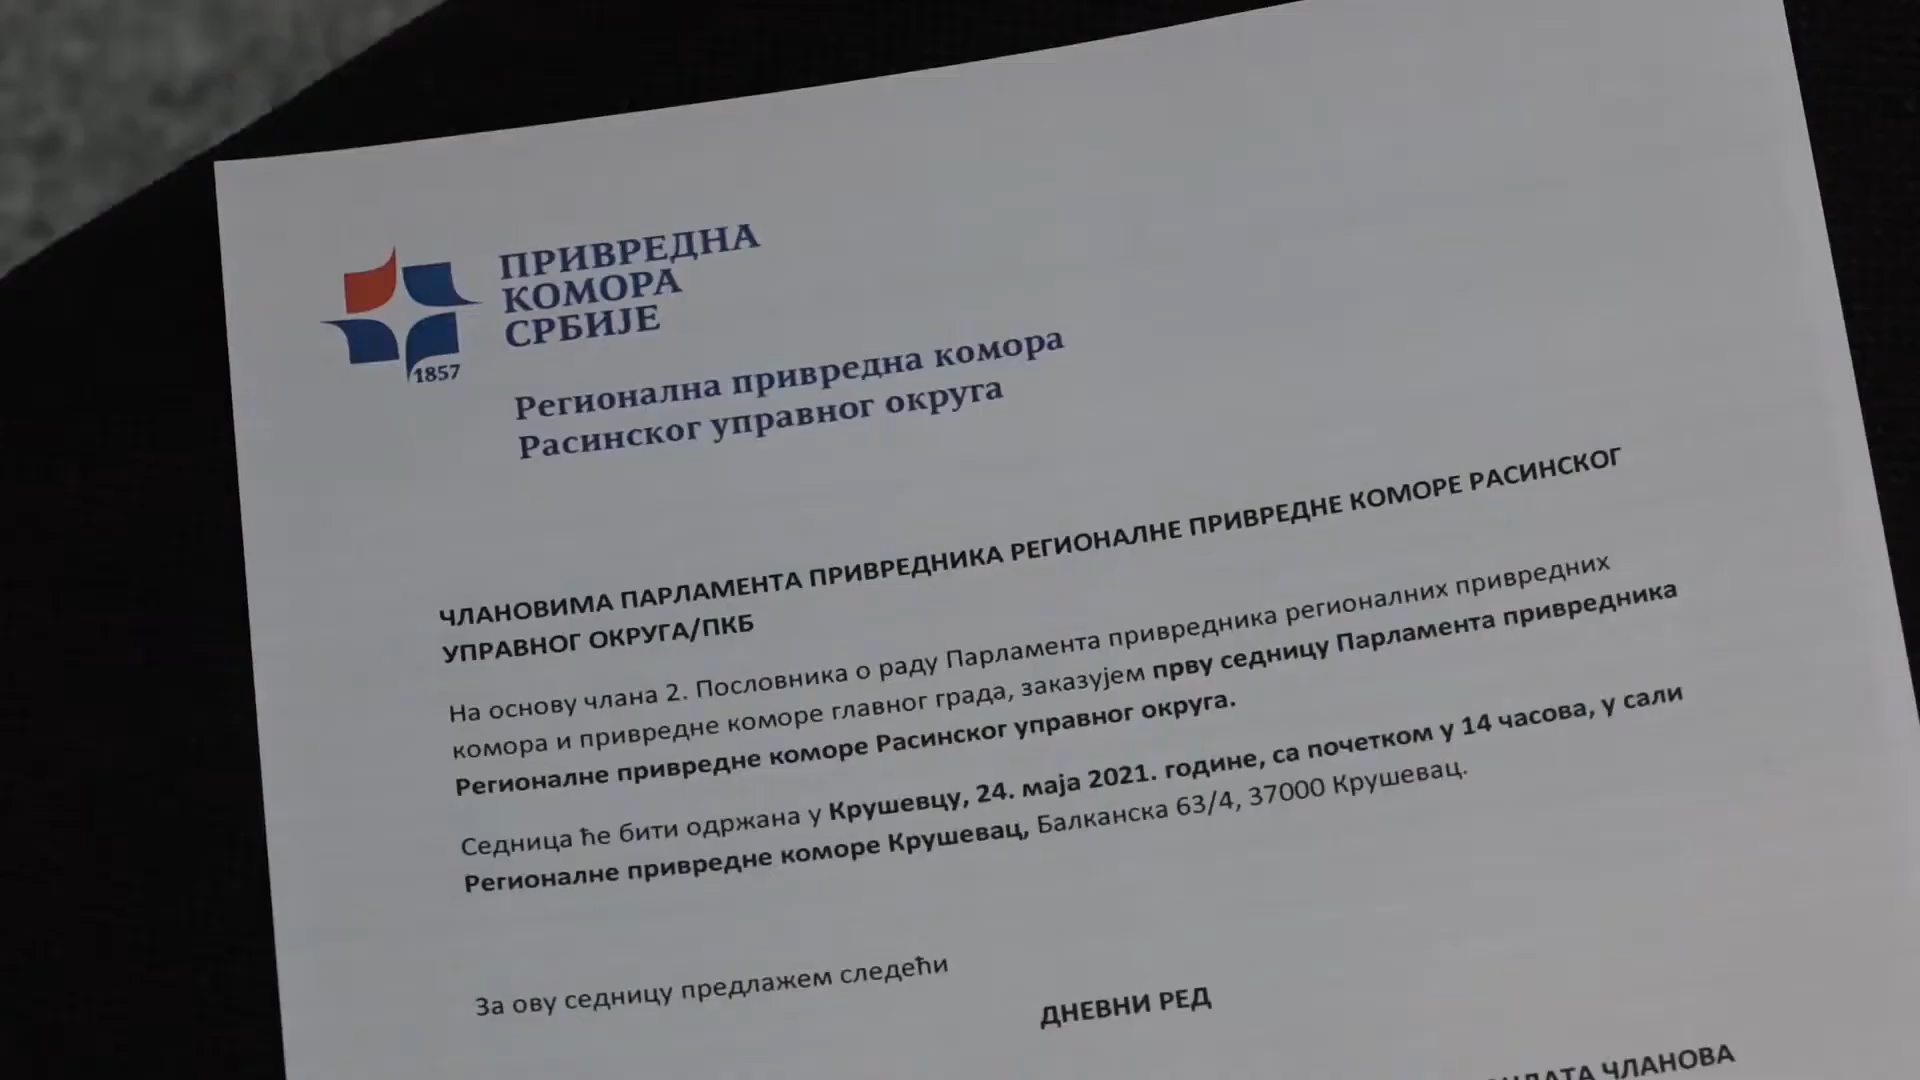 ПРИВРЕДНА
КОМОРА
СРБИЈЕ
1857
Регионална привредна комора
Расинског управног округа
ЧЛАНОВИМА ПАРЛАМЕНТА ПРИВРЕДНИКА РЕГИОНАЛНЕ ПРИВРЕДНЕ КОМОРЕ РАСИНСКОГ
УПРАВНОГ ОКРУГА/ПКБ
На основу члана 2. Пословника о раду Парламента привредника регионалних привредних
комора и привредне коморе главног града, заказујем прву седницу Парламента привредника
Регионалне привредне коморе Расинског управног округа.
Седница ће бити одржана у Крушевцу, 24. маја 2021. године, са почетком у 14 часова, у сали
Регионалне привредне коморе Крушевац, Балканска 63/4, 37000 Крушевац.
За ову седницу предлажем следећи
ДНЕВНИ РЕД
ЧЛАНОВА